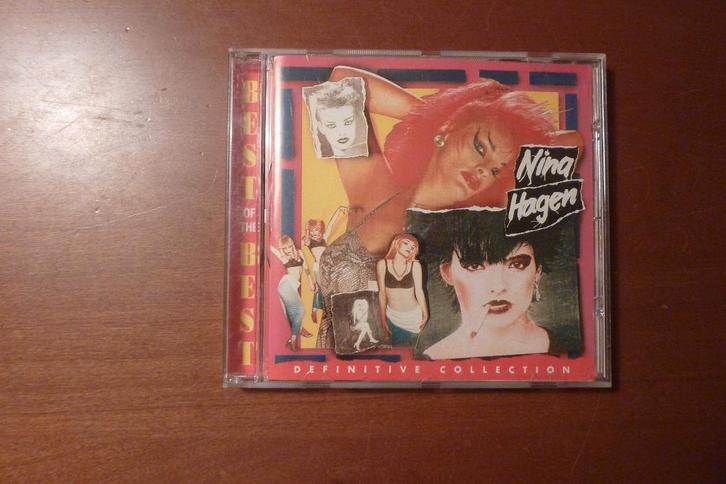 BEST
OF
THE
BEST
Nina
Hagen
DEFINITIVE COLLECTION